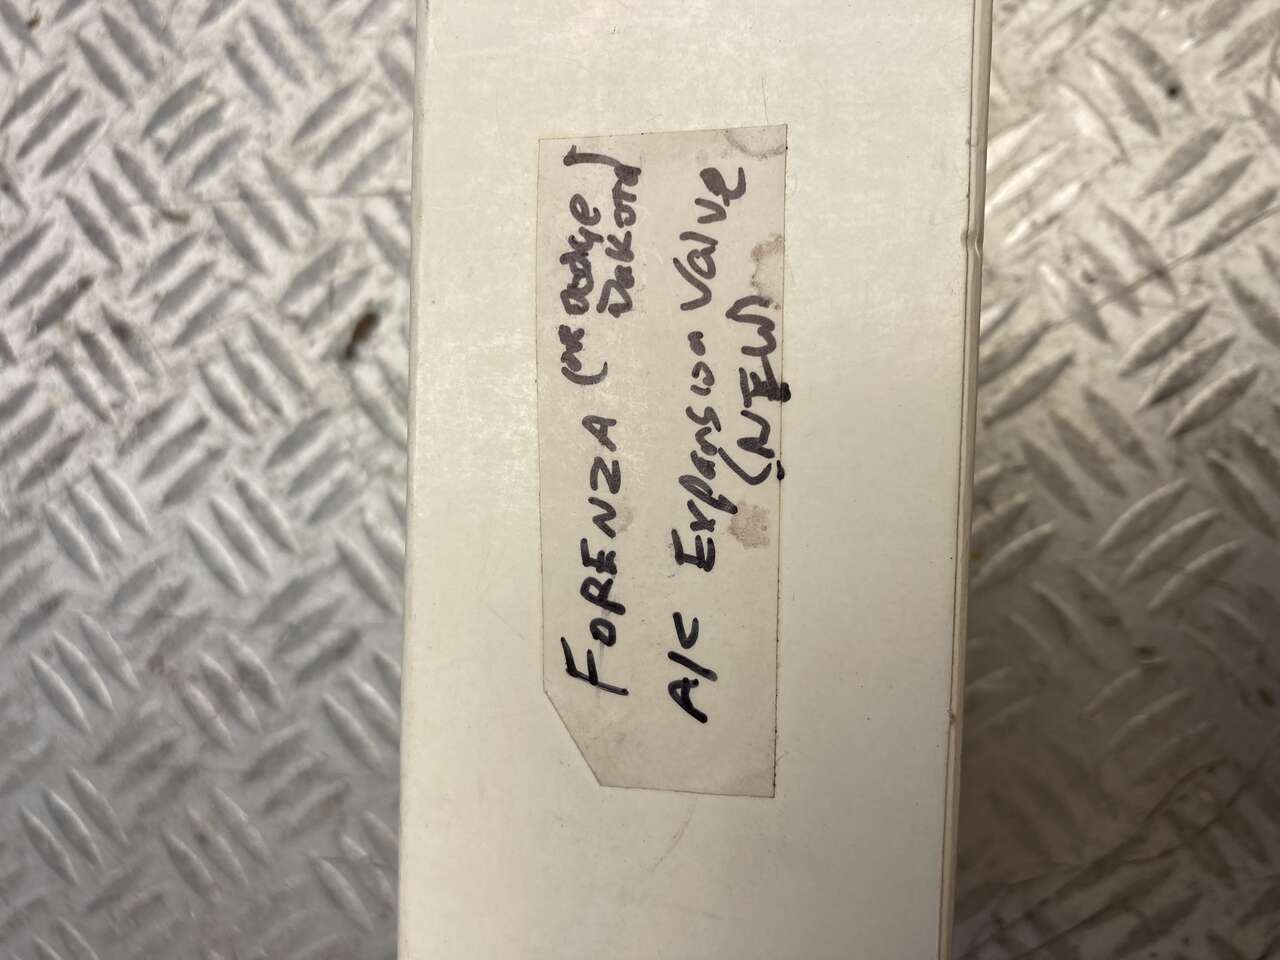 FORENZA (or Dodge
Dakota)
A/C Expansion Valve
(NEW)